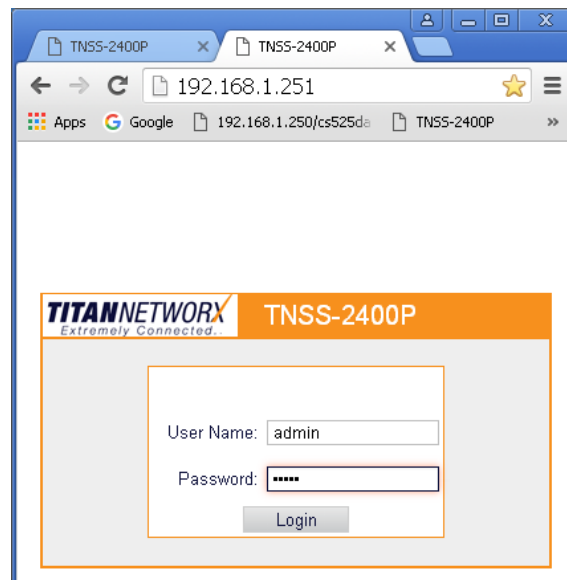 TNSS-2400P
TNSS-2400P
192.168.1.251
Apps
Google
192.168.1.250/cs525da
TNSS-2400P
»
TITANNETWORX
Extremely Connected..
TNSS-2400P
User Name: admin
Password: •••••
Login